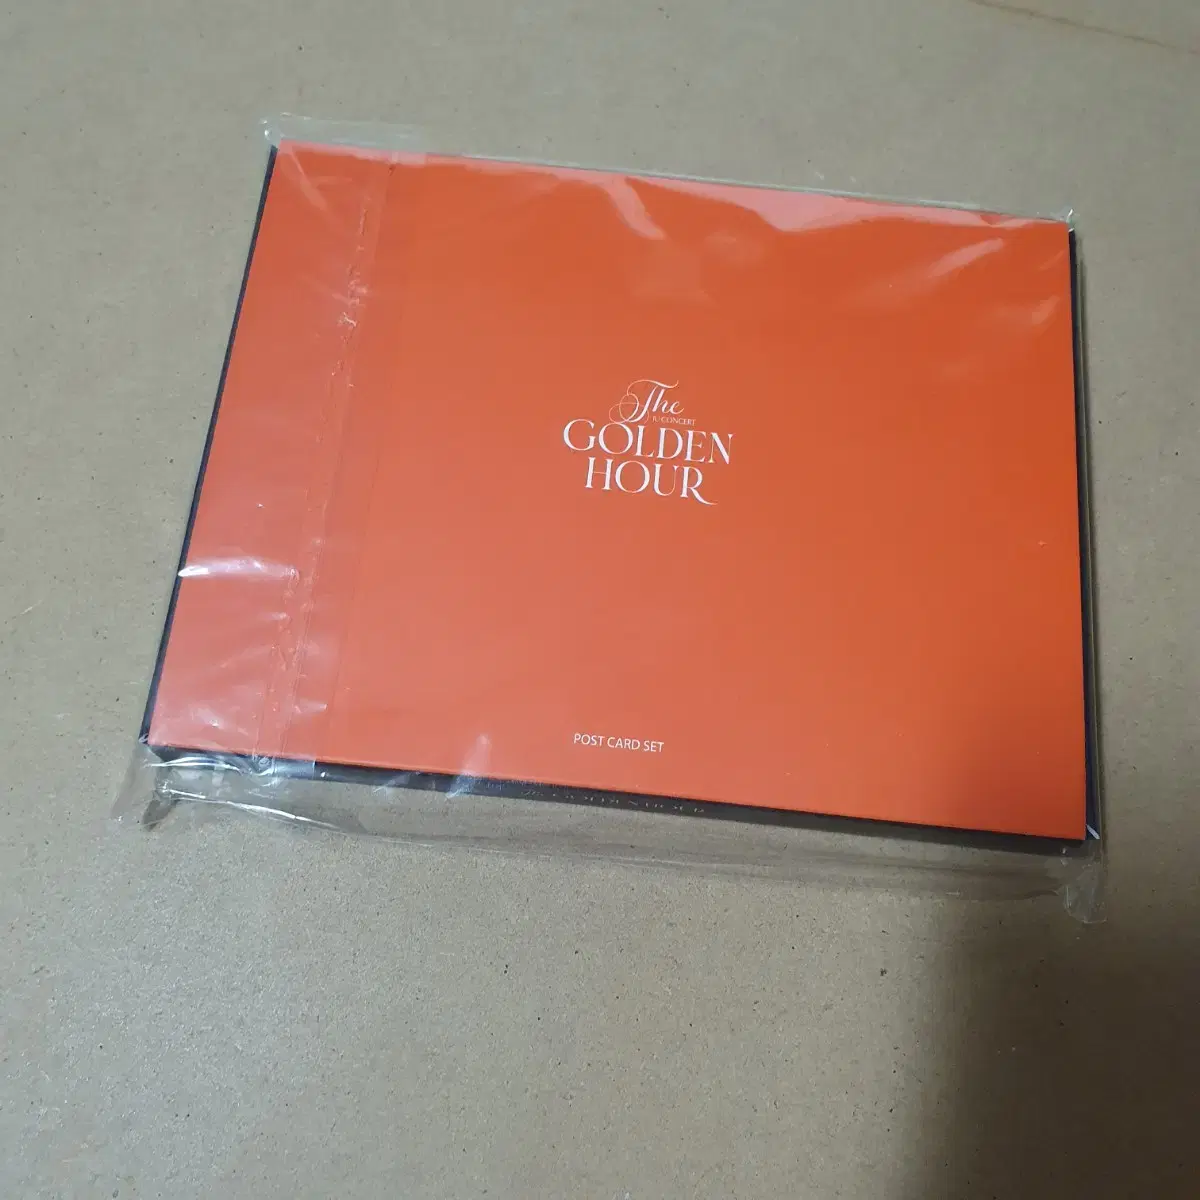 The
IU CONCERT
GOLDEN
HOUR
POST CARD SET